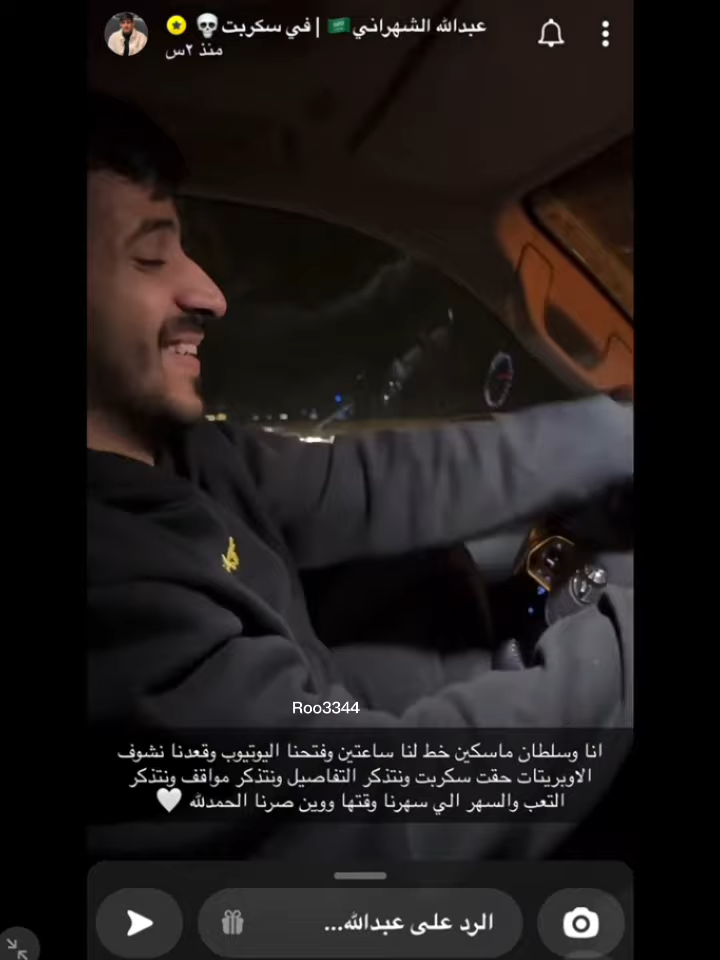 عبدالله الشهراني🇸🇦 | في سكربت💀
منذ ٢س
Roo3344
انا وسلطان ماسكين خط لنا ساعتين وفتحنا اليوتيوب وقعدنا نشوف
الاوبريتات حقت سكربت ونتذكر التفاصيل ونتذكر مواقف ونتذكر
التعب والسهر الي سهرنا وقتها ووين صرنا الحمدلله 🤍
الرد على عبدالله...